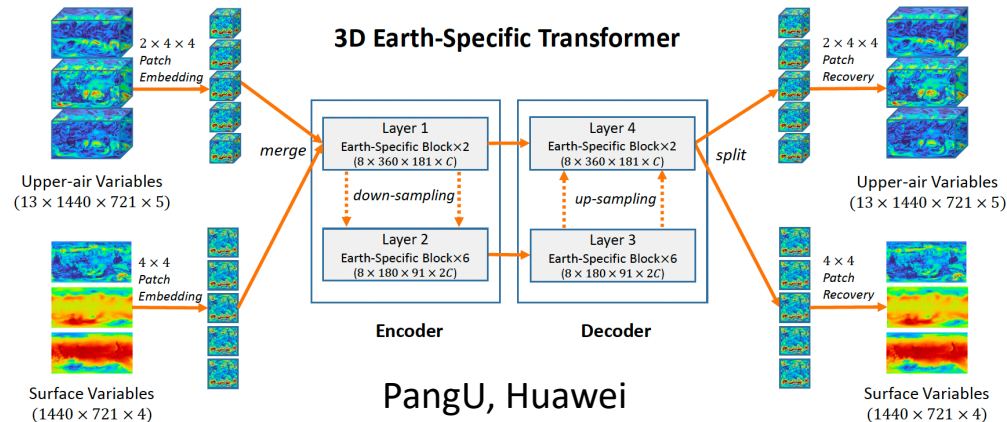 3D Earth-Specific Transformer
2 × 4 × 4
Patch
Embedding
Upper-air Variables
(13 × 1440 × 721 × 5)
4 × 4
Patch
Embedding
Surface Variables
(1440 × 721 × 4)
merge
Layer 1
Earth-Specific Block×2
(8 × 360 × 181 × C)
down-sampling
Layer 2
Earth-Specific Block×6
(8 × 180 × 91 × 2C)
Encoder
Layer 4
Earth-Specific Block×2
(8 × 360 × 181 × C)
up-sampling
Layer 3
Earth-Specific Block×6
(8 × 180 × 91 × 2C)
Decoder
split
2 × 4 × 4
Patch
Recovery
Upper-air Variables
(13 × 1440 × 721 × 5)
4 × 4
Patch
Recovery
Surface Variables
(1440 × 721 × 4)
PangU, Huawei